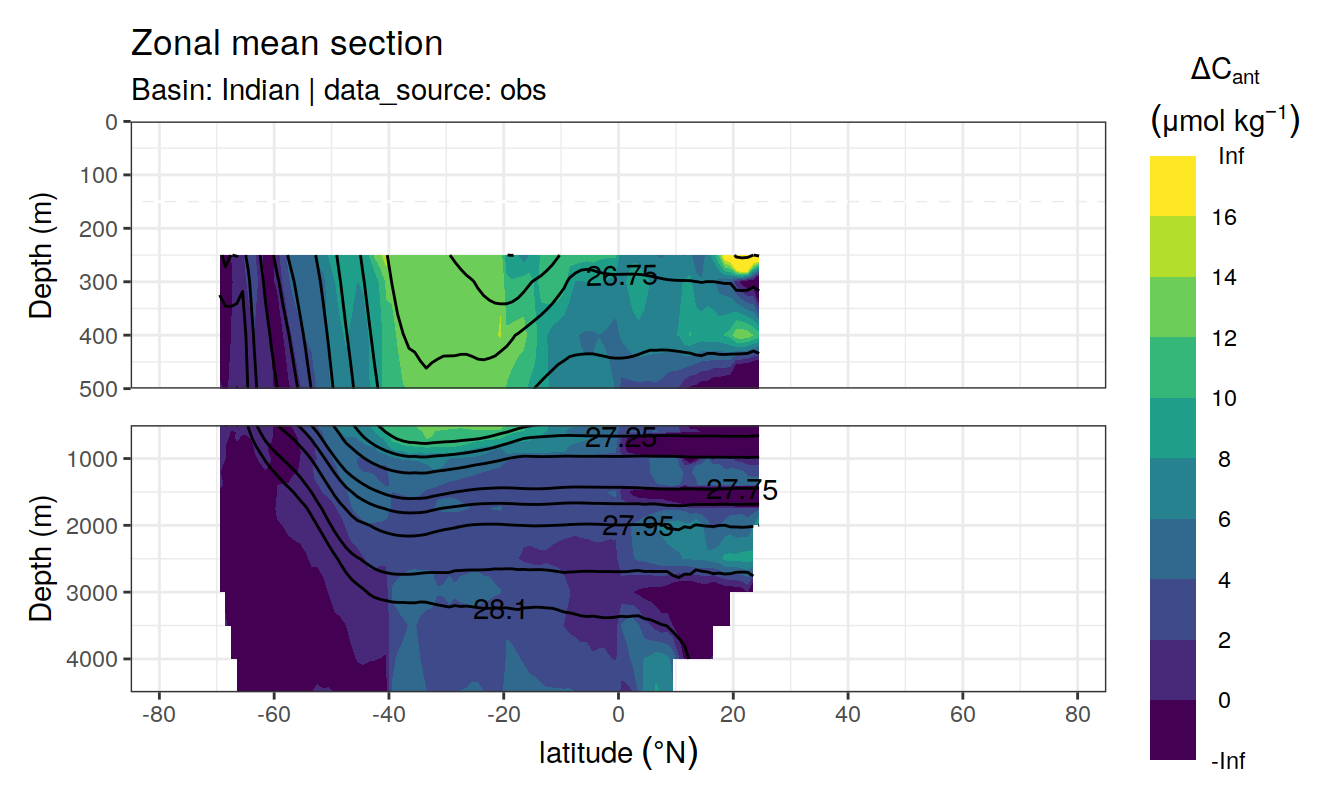 Zonal mean section
Basin: Indian | data_source: obs
ΔCant
(μmol kg⁻¹)
Inf
16
14
12
10
8
6
4
2
0
-Inf
Depth (m)
0
100
200
300
400
500
26.75
Depth (m)
1000
2000
3000
4000
27.25
27.75
27.95
28.1
-80 -60 -40 -20 0 20 40 60 80
latitude (°N)